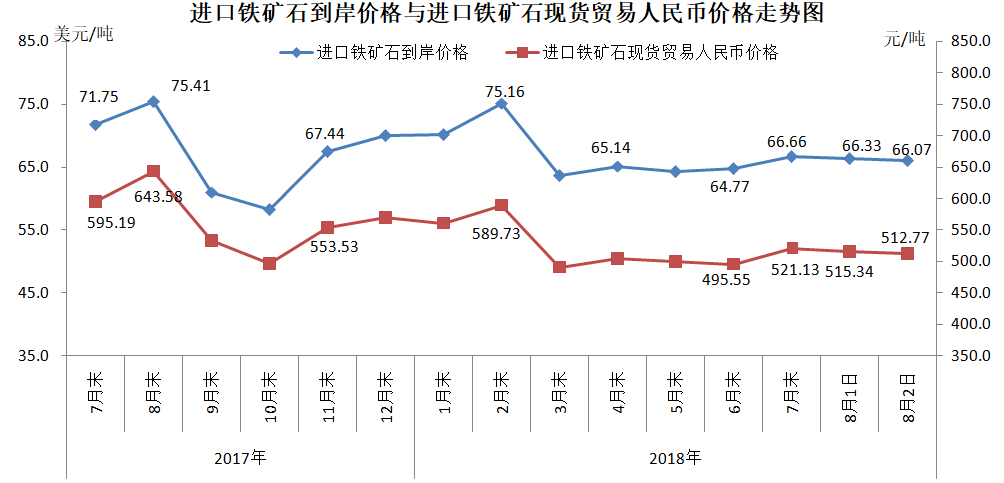 进口铁矿石到岸价格与进口铁矿石现货贸易人民币价格走势图
美元/吨
元/吨
进口铁矿石到岸价格
进口铁矿石现货贸易人民币价格
85.0
75.0
65.0
55.0
45.0
35.0
850.0
800.0
750.0
700.0
650.0
600.0
550.0
500.0
450.0
400.0
350.0
71.75
75.41
67.44
75.16
65.14
64.77
66.66
66.33
66.07
595.19
643.58
553.53
589.73
495.55
521.13
515.34
512.77
7月末
8月末
9月末
10月末
11月末
12月末
1月末
2月末
3月末
4月末
5月末
6月末
7月末
8月1日
8月2日
2017年
2018年